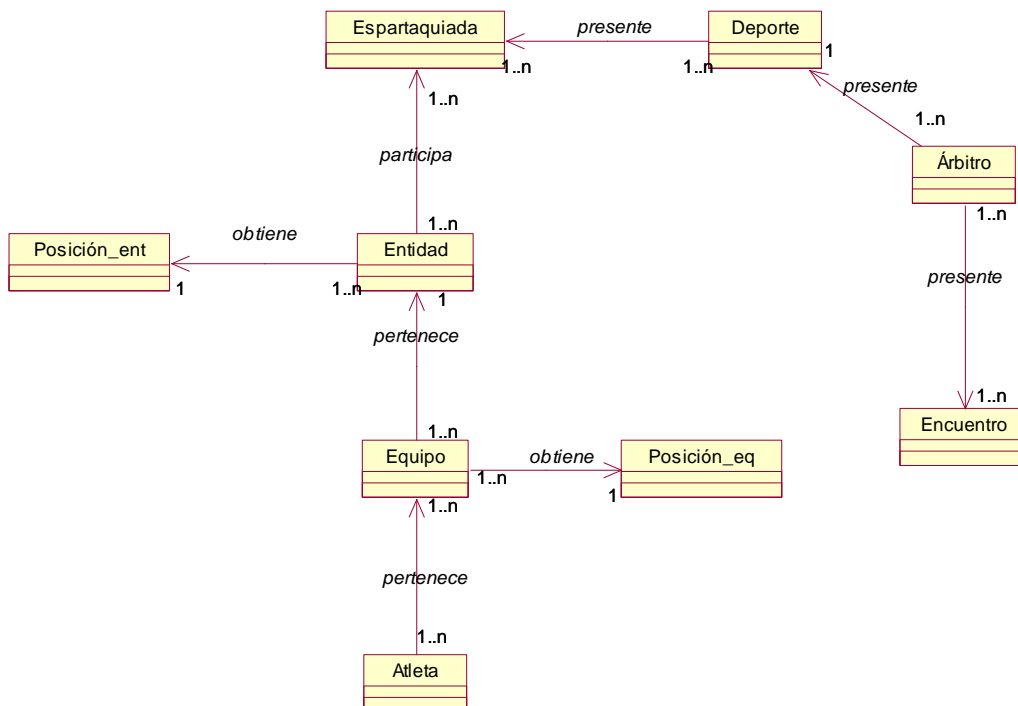 Espartaquiada
presente
Deporte
1..n
1..n
1
presente
1..n
1..n
participa
Árbitro
1..n
1..n
Posición_ent
obtiene
Entidad
1
1..n
1
presente
pertenece
1..n
1..n
Encuentro
Equipo
obtiene
Posición_eq
1..n
1
1..n
pertenece
1..n
Atleta